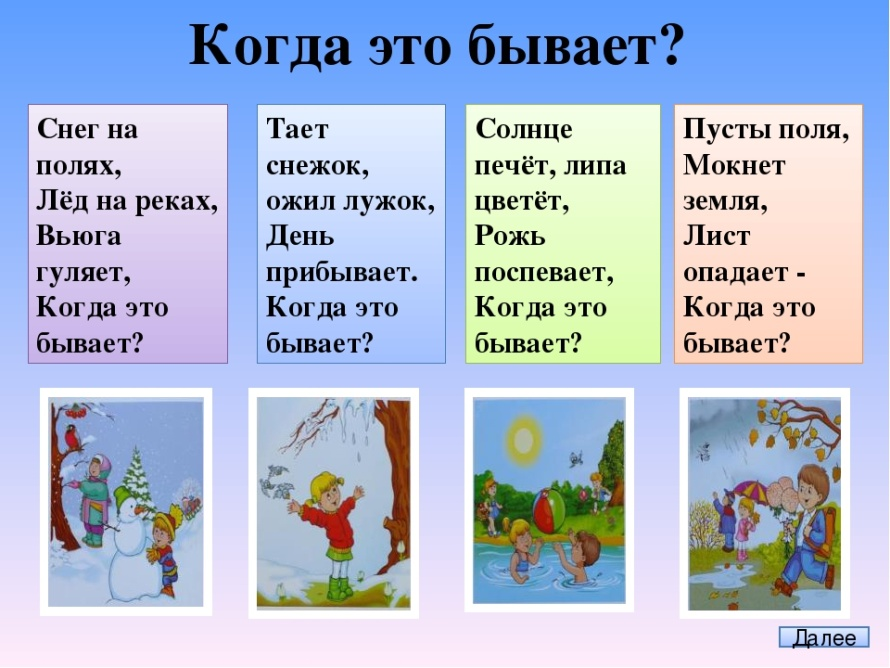 Когда это бывает?
Снег на
полях,
Лёд на реках,
Вьюга
гуляет,
Когда это
бывает?
Тает
снежок,
ожил лужок,
День
прибывает.
Когда это
бывает?
Солнце
печёт, липа
цветёт,
Рожь
поспевает,
Когда это
бывает?
Пусты поля,
Мокнет
земля,
Лист
опадает -
Когда это
бывает?
Далее